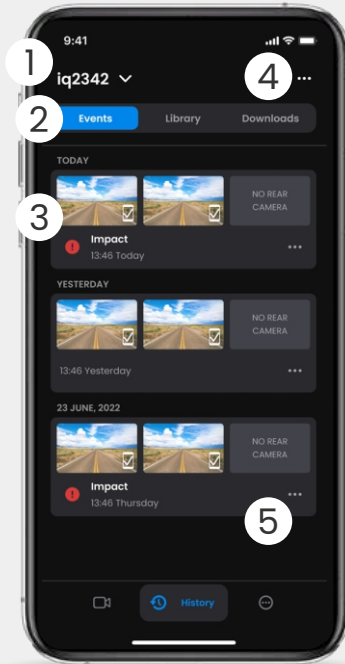 1
9:41
iq2342
4
2
Events Library Downloads
TODAY
NO REAR
CAMERA
3
Impact
13:46 Today
YESTERDAY
NO REAR
CAMERA
13:46 Yesterday
23 JUNE, 2022
NO REAR
CAMERA
Impact
13:46 Thursday
5
History